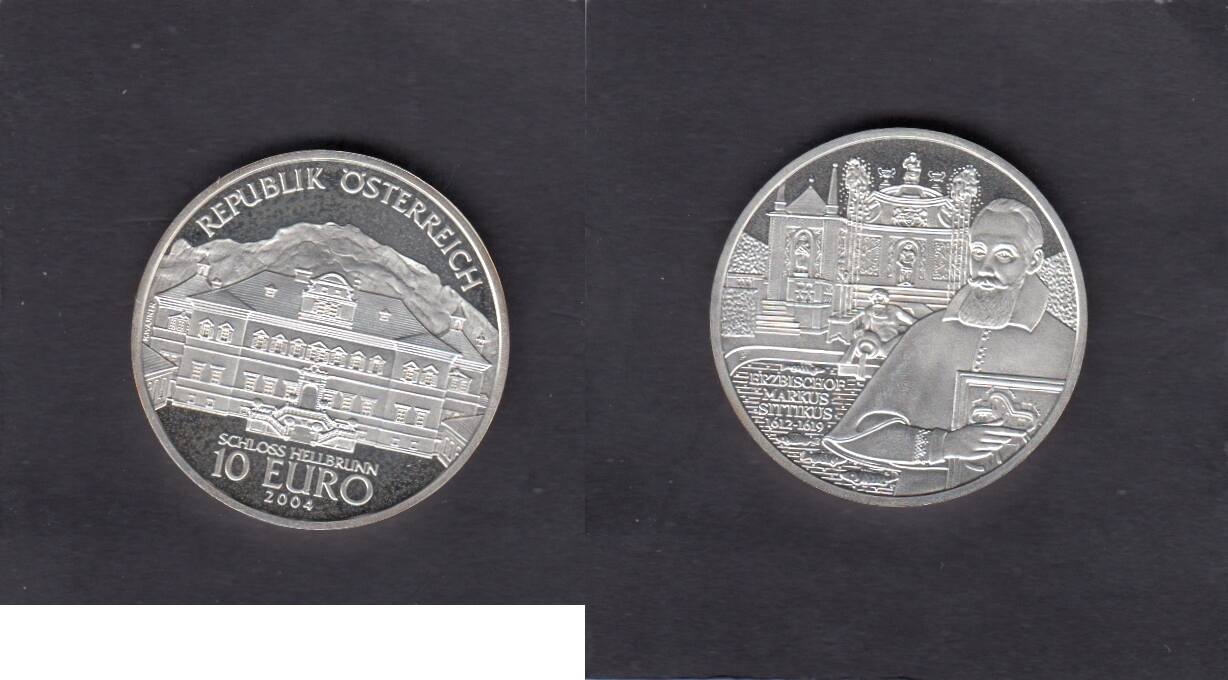 REPUBLIK ÖSTERREICH
SCHLOSS HELLBRUNN
10 EURO
2004
ERZBISCHOF
MARKUS
SITTIKUS
1612-1619